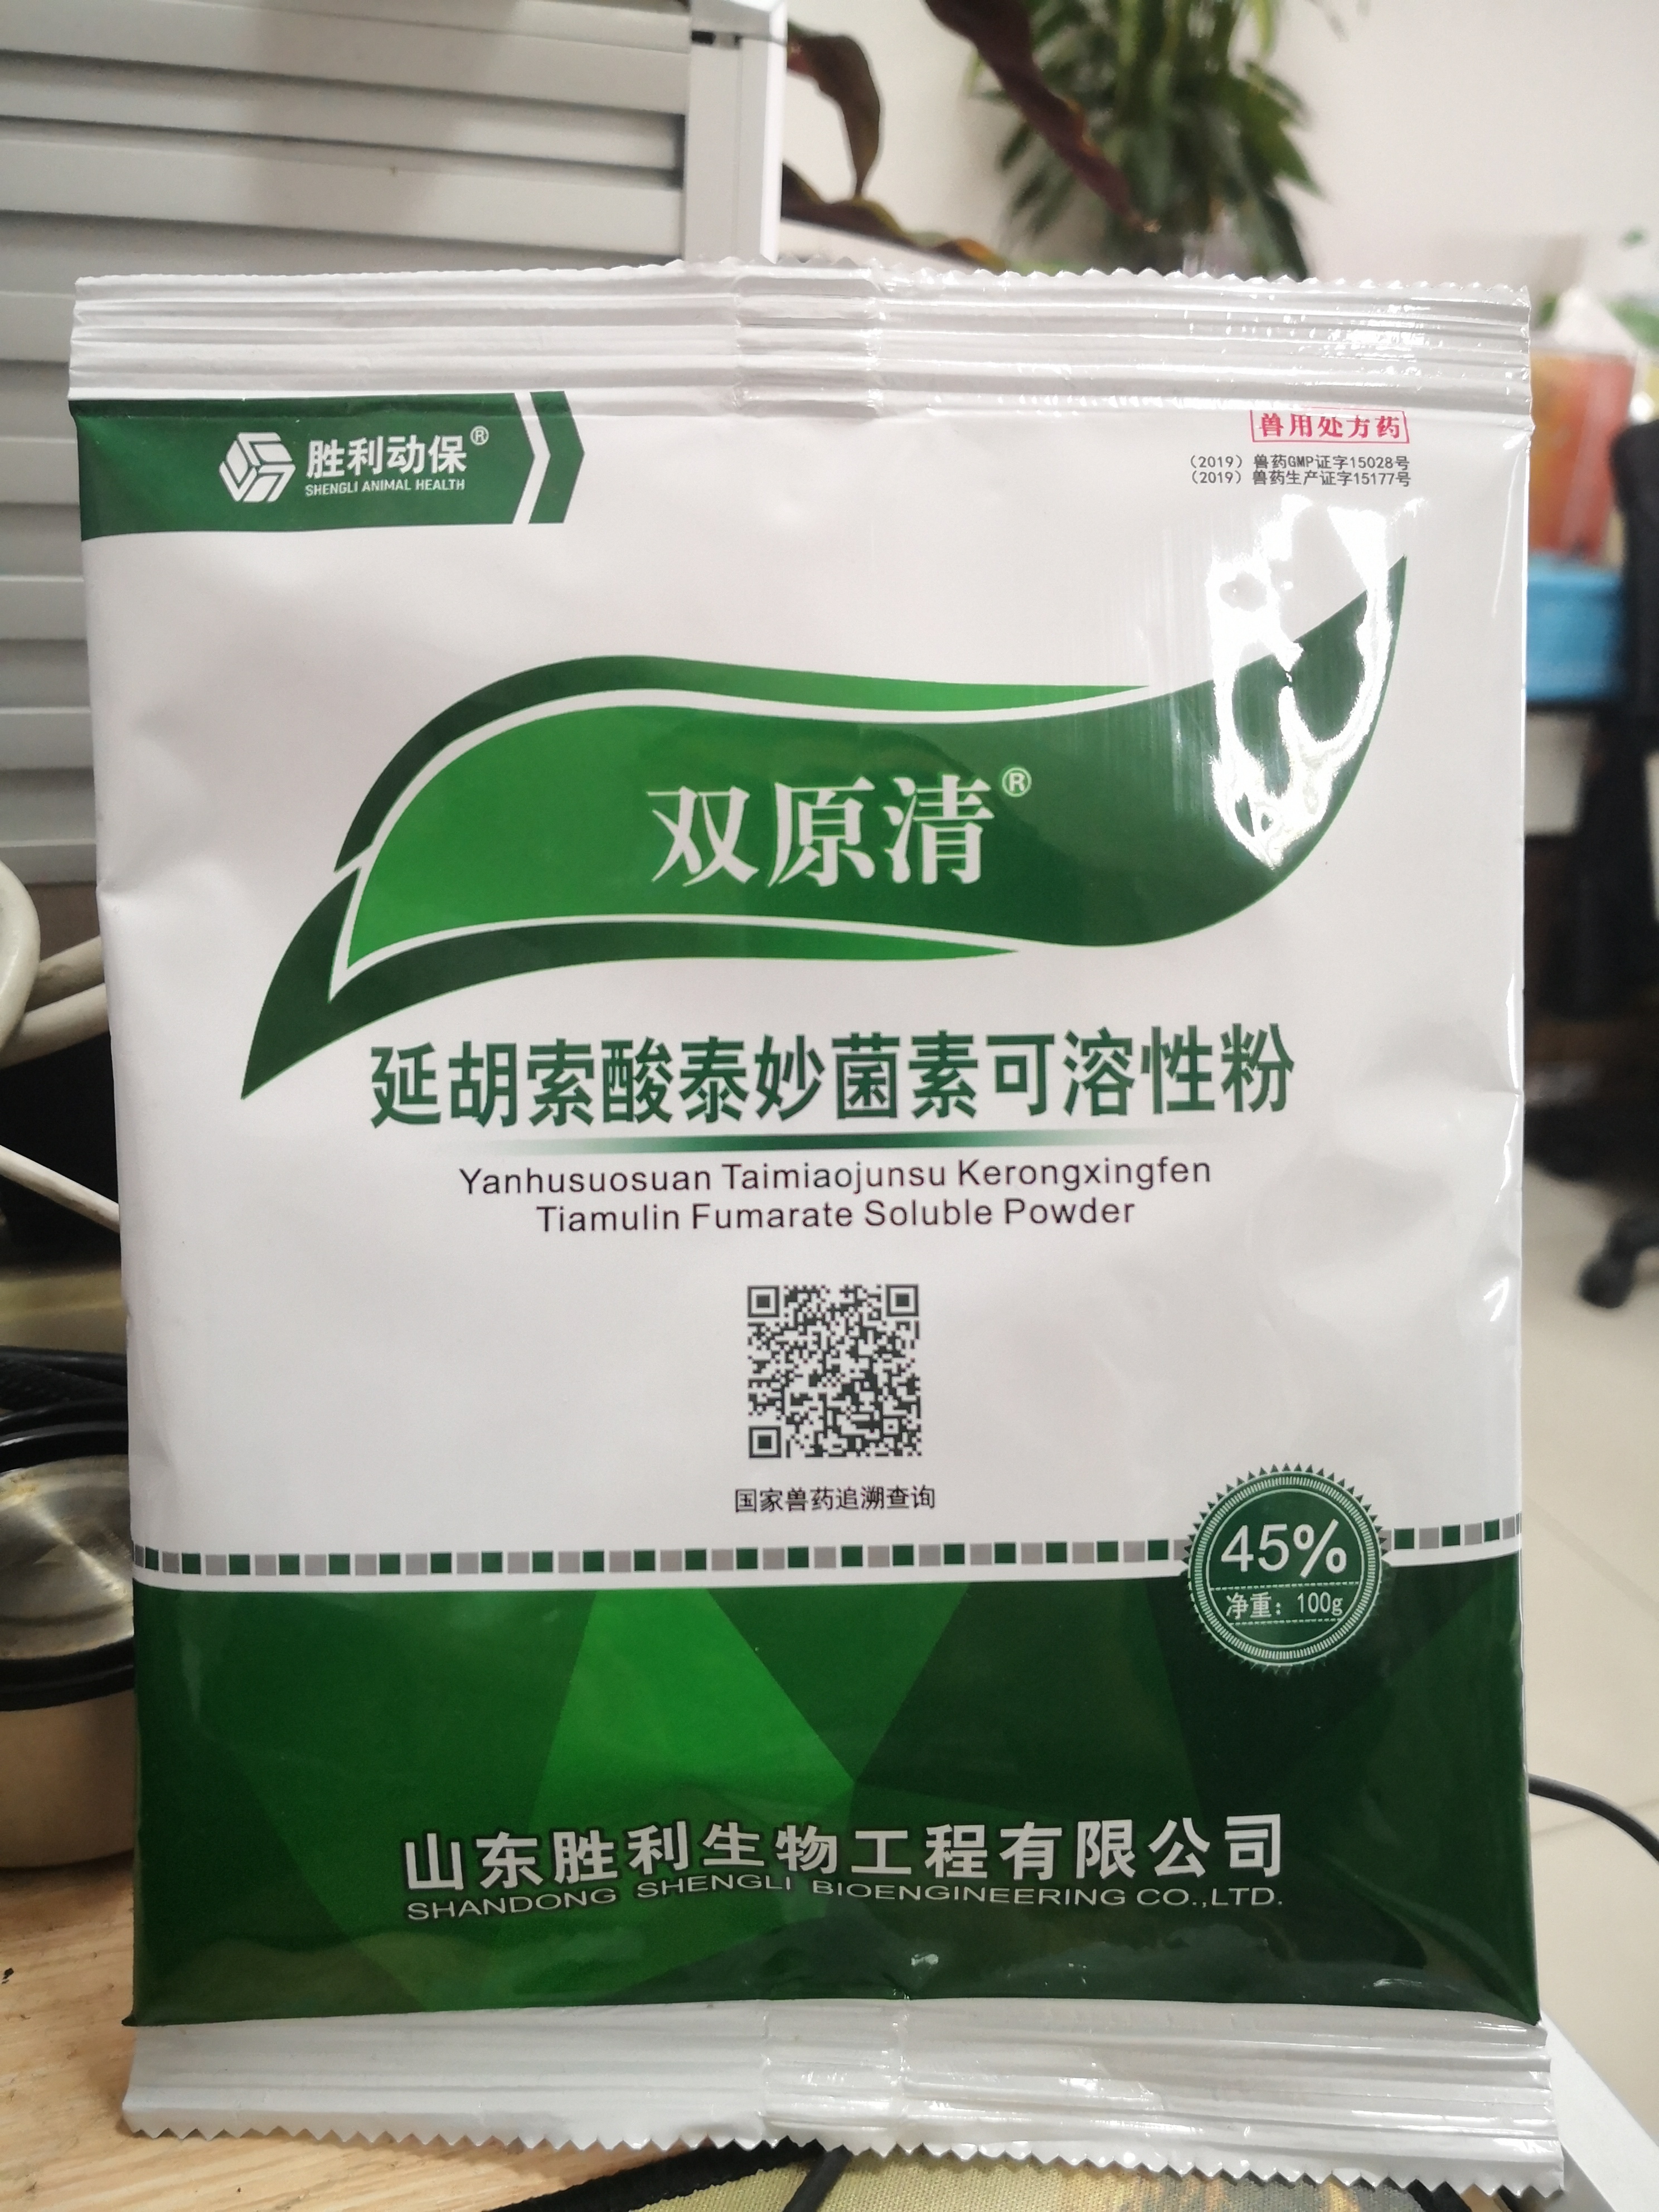 胜利动保®
SHENGLI ANIMAL HEALTH
兽用处方药
（2019）兽药GMP证字15028号
（2019）兽药生产证字15177号
双原清®
延胡索酸泰妙菌素可溶性粉
Yanhusuosuan Taimiaojunsu Kerongxingfen
Tiamulin Fumarate Soluble Powder
国家兽药追溯查询
45%
净重：100g
山东胜利生物工程有限公司
SHANDONG SHENGLI BIOENGINEERING CO.,LTD.